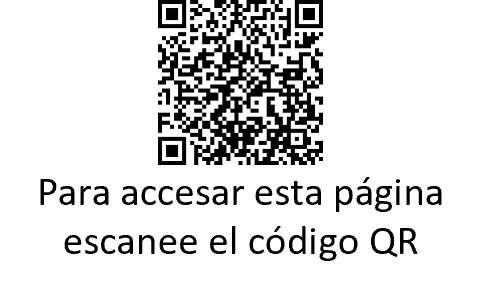 Para accesar esta página
escanee el código QR